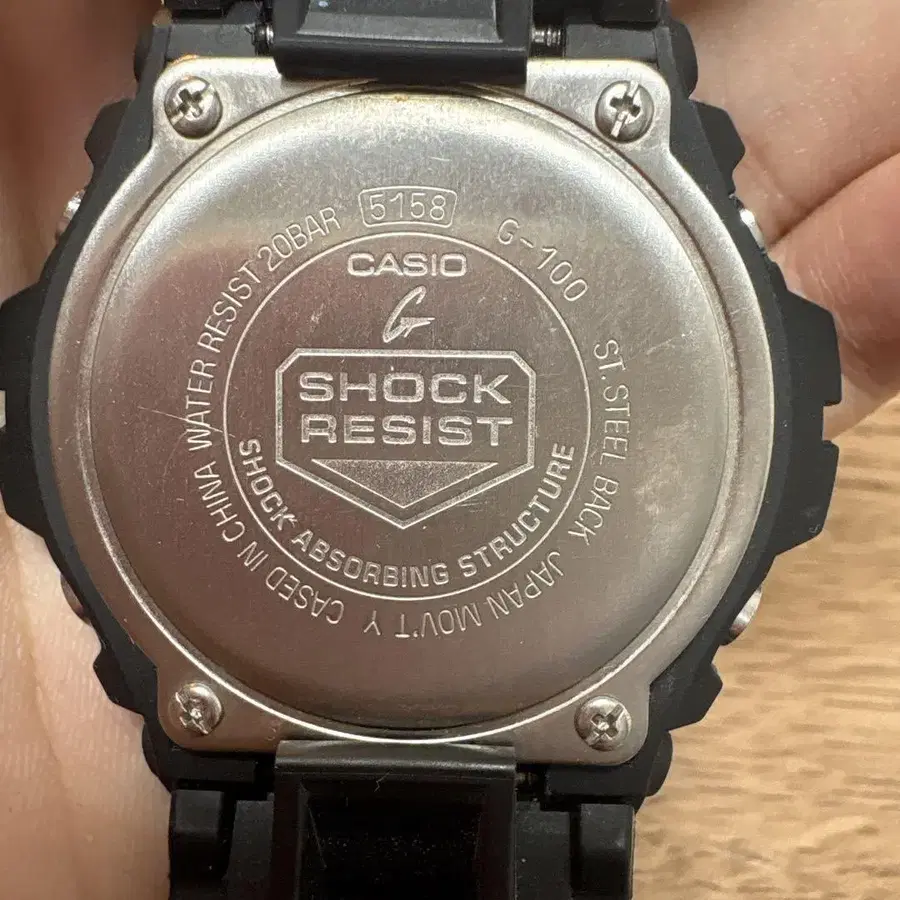 5158
G-100
ST. STEEL BACK
JAPAN MOV'T Y
CASED IN CHINA
WATER RESIST 20BAR
CASIO
G
SHOCK
RESIST
SHOCK ABSORBING STRUCTURE